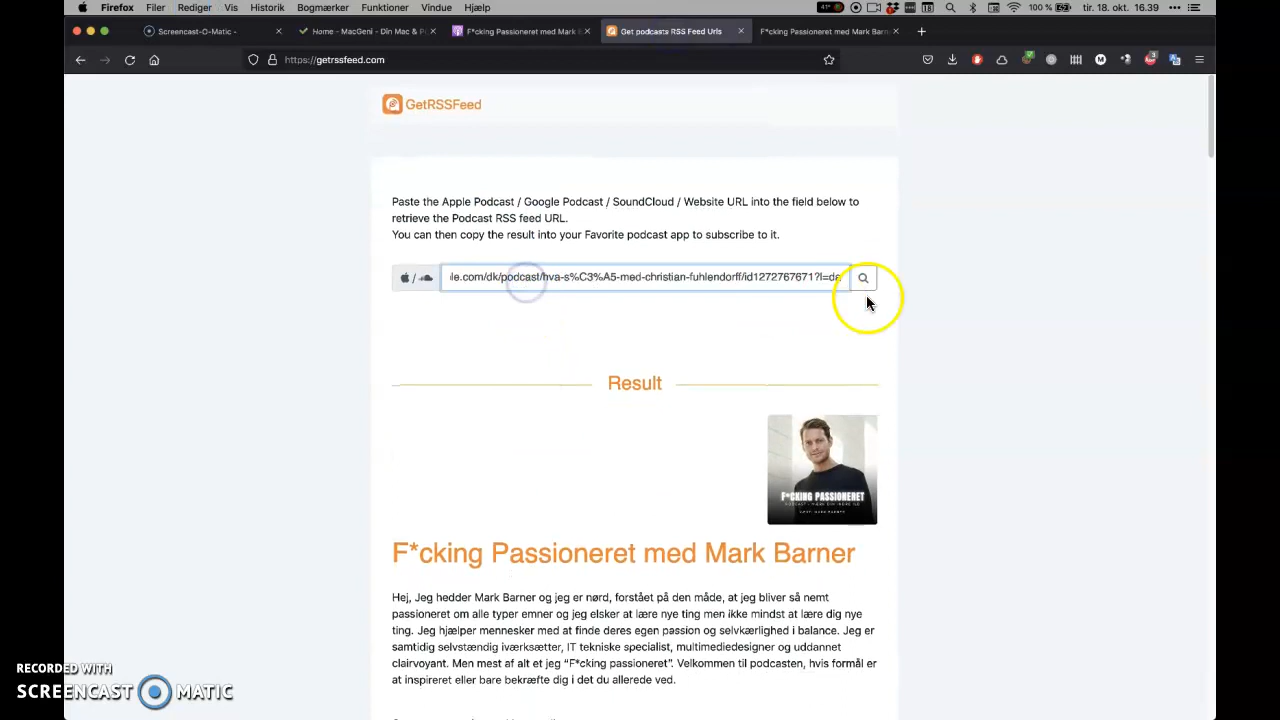 Firefox Filer Rediger Vis Historik Bogmærker Funktioner Vindue Hjælp 41° 100 % tir. 18. okt. 16.39
Screencast-O-Matic - Home - MacGeni - Din Mac & P F*cking Passioneret med Mark Get podcasts RSS Feed Urls F*cking Passioneret med Mark Barn
https://getrssfeed.com
GetRSSFeed
Paste the Apple Podcast / Google Podcast / SoundCloud / Website URL into the field below to
retrieve the Podcast RSS feed URL.
You can then copy the result into your Favorite podcast app to subscribe to it.
le.com/dk/podcast/hva-s%C3%A5-med-christian-fuhlendorff/id1272767671?l=da
Result
F*CKING PASSIONERET
F*cking Passioneret med Mark Barner
Hej, Jeg hedder Mark Barner og jeg er nørd, forstået på den måde, at jeg bliver så nemt
passioneret om alle typer emner og jeg elsker at lære nye ting men ikke mindst at lære dig nye
ting. Jeg hjælper mennesker med at finde deres egen passion og selvkærlighed i balance. Jeg er
samtidig selvstændig iværksætter, IT tekniske specialist, multimediedesigner og uddannet
clairvoyant. Men mest af alt et jeg “F*cking passioneret”. Velkommen til podcasten, hvis formål er
at inspireret eller bare bekræfte dig i det du allerede ved.
RECORDED WITH
SCREENCAST MATIC